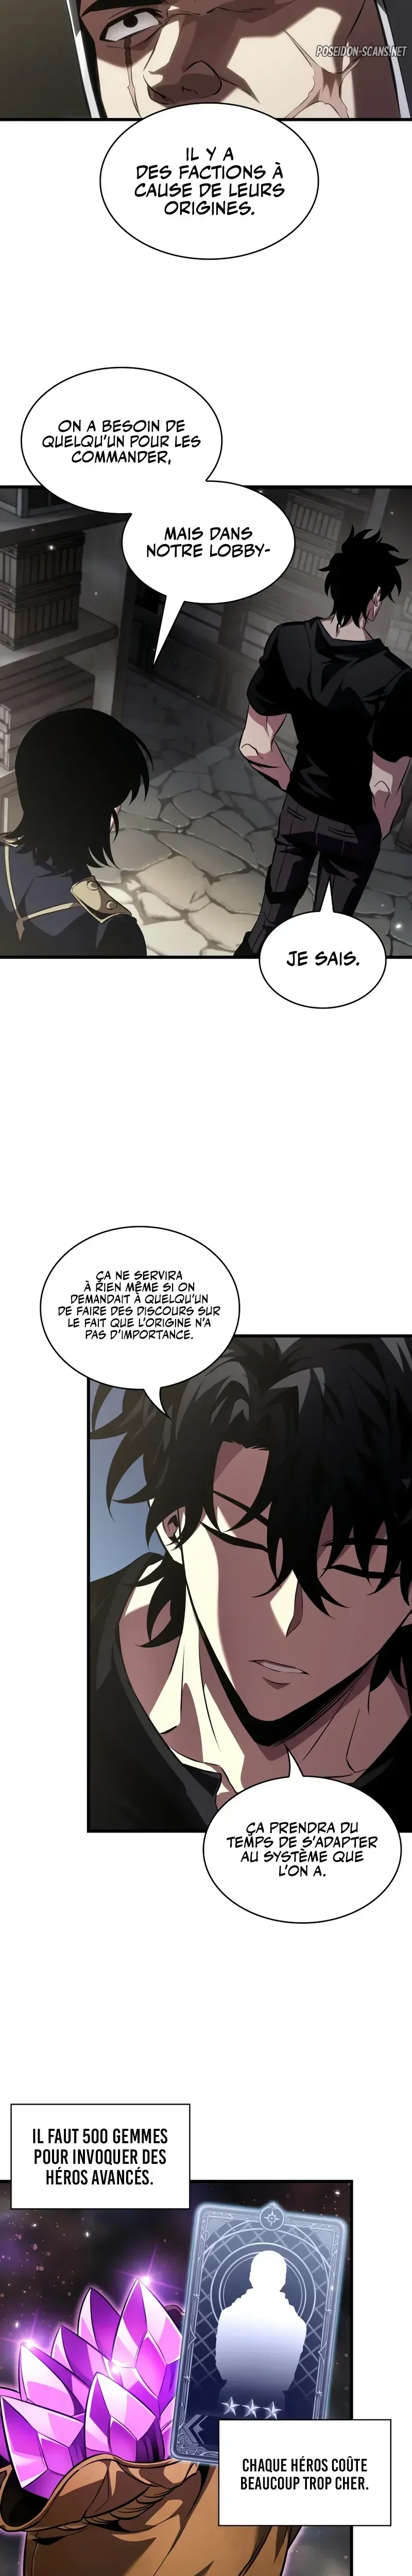 POSEIDON-SCANS.NET
IL Y A
DES FACTIONS À
CAUSE DE LEURS
ORIGINES.
ON A BESOIN DE
QUELQU'UN POUR LES
COMMANDER,
MAIS DANS
NOTRE LOBBY-
JE SAIS.
ÇA NE SERVIRA
À RIEN MÊME SI ON
DEMANDAIT À QUELQU'UN
DE FAIRE DES DISCOURS SUR
LE FAIT QUE L'ORIGINE N'A
PAS D'IMPORTANCE.
ÇA PRENDRA DU
TEMPS DE S'ADAPTER
AU SYSTÈME QUE
L'ON A.
IL FAUT 500 GEMMES
POUR INVOQUER DES
HÉROS AVANCÉS.
CHAQUE HÉROS COÛTE
BEAUCOUP TROP CHER.